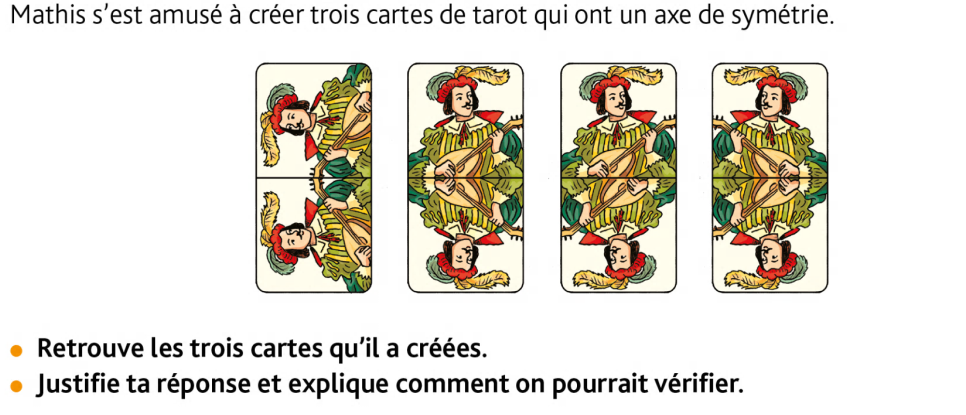 Mathis s'est amusé à créer trois cartes de tarot qui ont un axe de symétrie.
● Retrouve les trois cartes qu'il a créées.
● Justifie ta réponse et explique comment on pourrait vérifier.